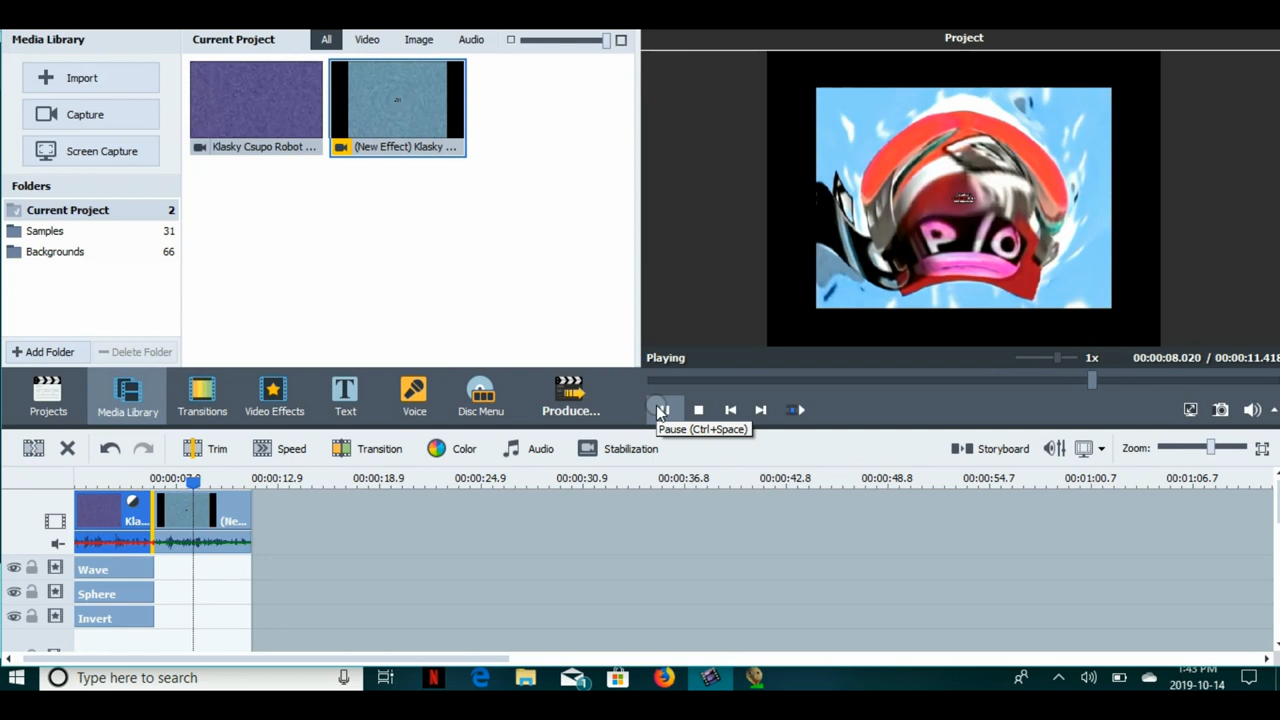 Media Library
Current Project
All
Video
Image
Audio
Project
Import
Capture
Screen Capture
Klasky Csupo Robot ...
(New Effect) Klasky ...
Folders
Current Project 2
Samples 31
Backgrounds 66
Add Folder
Delete Folder
Playing
1x
00:00:08.020 / 00:00:11.418
Projects
Media Library
Transitions
Video Effects
Text
Voice
Disc Menu
Produce...
Pause (Ctrl+Space)
Trim
Speed
Transition
Color
Audio
Stabilization
Storyboard
Zoom:
00:00:12.9
00:00:18.9
00:00:24.9
00:00:30.9
00:00:36.8
00:00:42.8
00:00:48.8
00:00:54.7
00:01:00.7
00:01:06.7
Kla...
(Ne...
Wave
Sphere
Invert
Type here to search
1:43 PM
2019-10-14